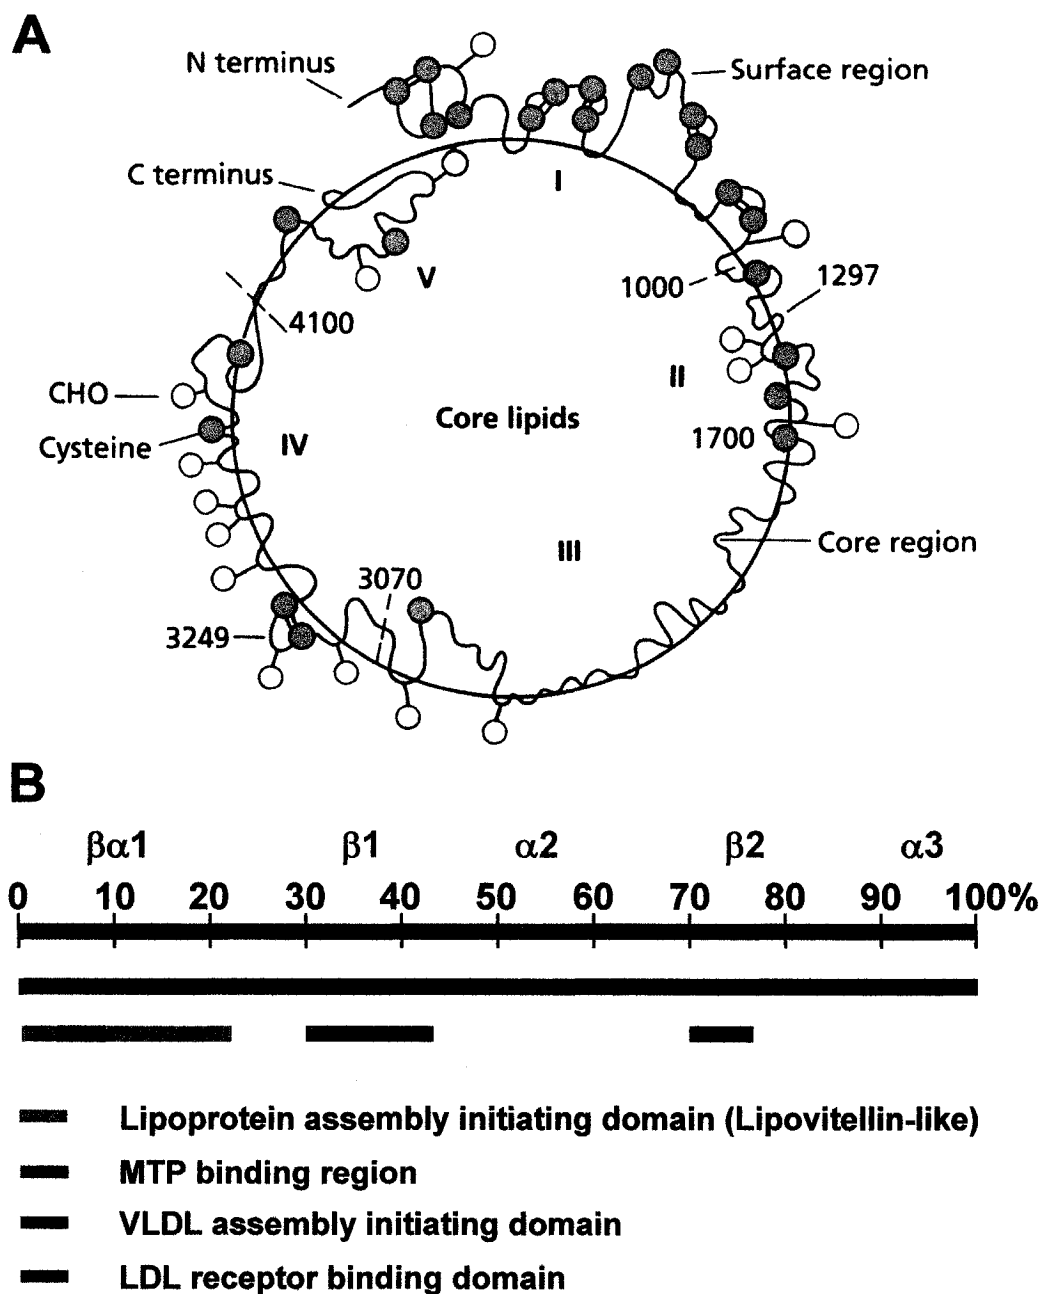 A
N terminus
Surface region
C terminus
I
1000
1297
V
4100
CHO
II
Core lipids
1700
Cysteine
IV
III
Core region
3070
3249
B
βα1 β1 α2 β2 α3
0 10 20 30 40 50 60 70 80 90 100%
Lipoprotein assembly initiating domain (Lipovitellin-like)
MTP binding region
VLDL assembly initiating domain
LDL receptor binding domain